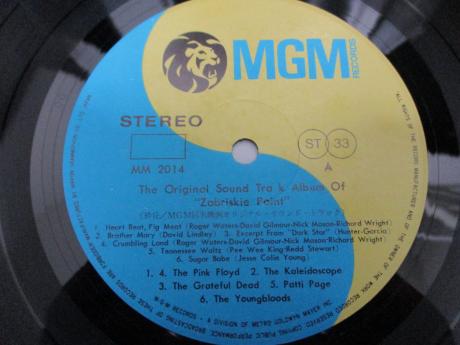 MGM
RECORDS
STEREO
ST 33
MM 2014
A
The Original Sound Track Album Of
"Zabriskie Point"
1. Heart Beat, Pig Meat (Roger Waters-David Gilmour-Nick Mason-Richard Wright)
2. Brother Mary (David Lindley) 3. Excerpt From "Dark Star" (Hunter-Garcia)
4. Crumbling Land (Roger Waters-David Gilmour-Nick Mason-Richard Wright)
5. Tennessee Waltz (Pee Wee King-Redd Stewart)
6. Sugar Babe (Jesse Colin Young)
1. 4. The Pink Floyd 2. The Kaleidoscope
3. The Grateful Dead 5. Patti Page
6. The Youngbloods